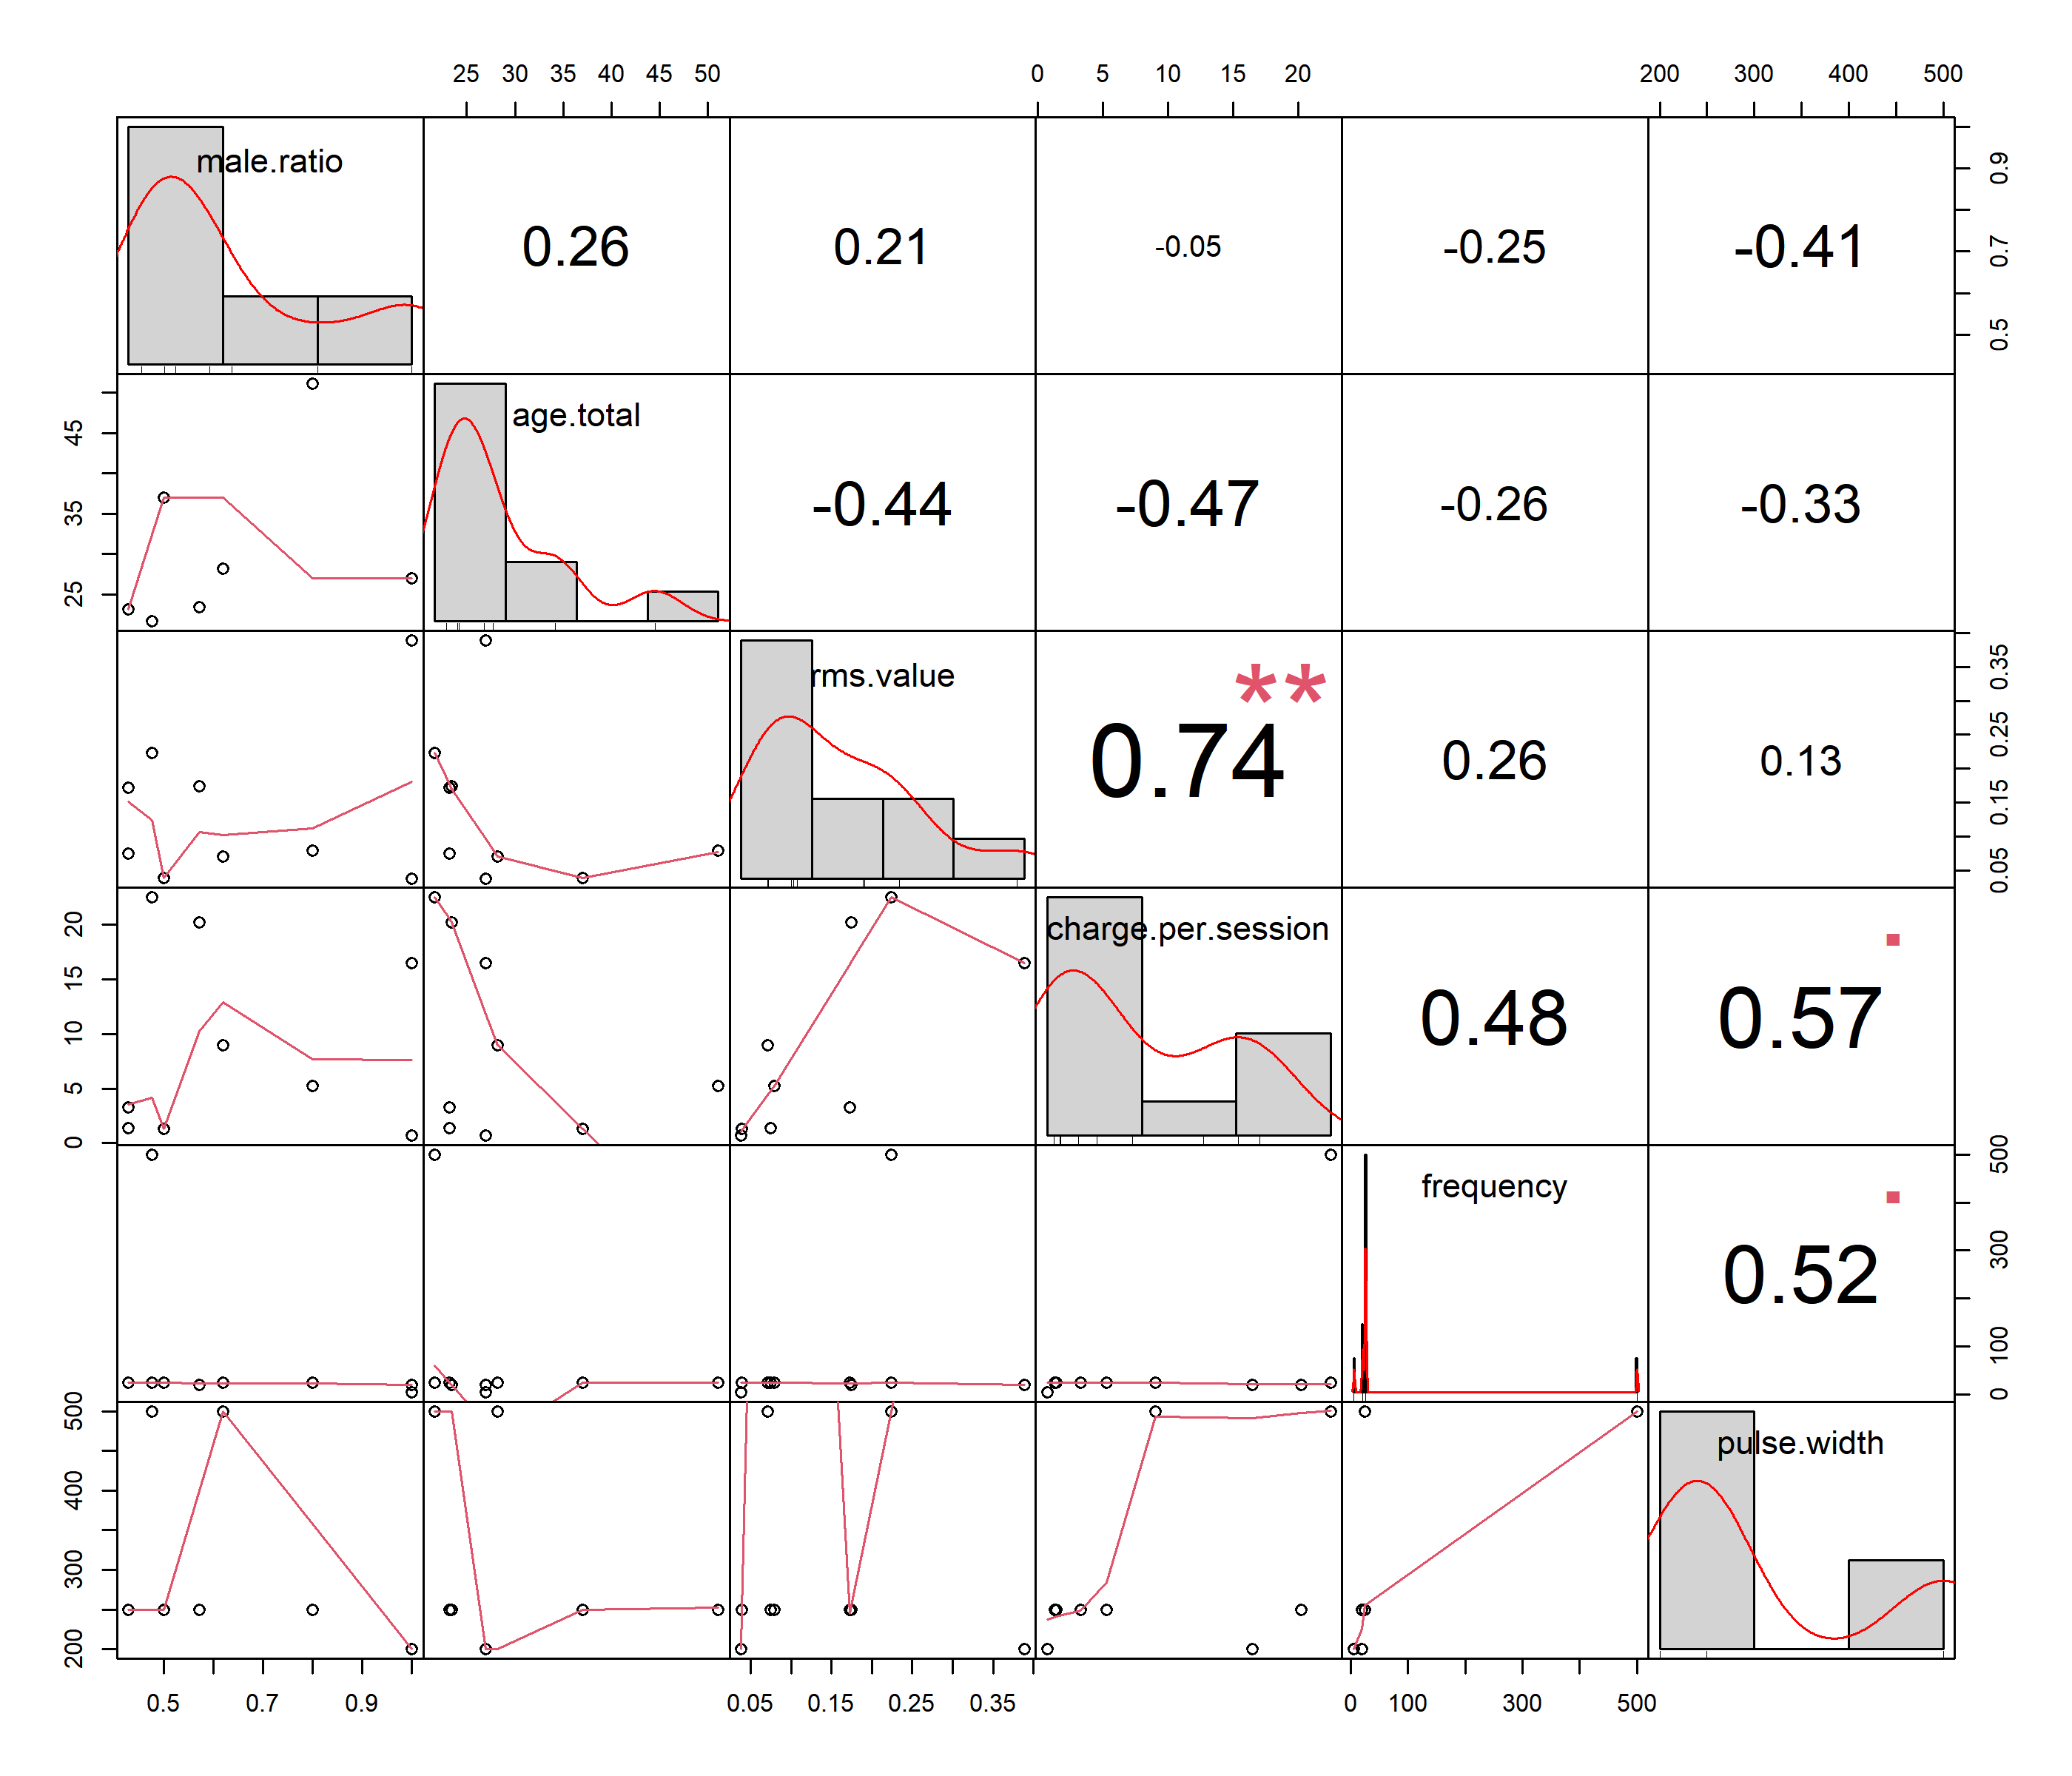 25 30 35 40 45 50 0 5 10 15 20 200 300 400 500
male.ratio 0.26 0.21 -0.05 -0.25 -0.41
0.5 0.7 0.9
age.total -0.44 -0.47 -0.26 -0.33
25 35 45
rms.value ** 0.74 0.26 0.13
0.05 0.15 0.25 0.35
charge.per.session 0.48 0.57 .
0 5 10 15 20
frequency 0.52 .
0 100 300 500
pulse.width
200 300 400 500
0.5 0.7 0.9 0.05 0.15 0.25 0.35 0 100 300 500